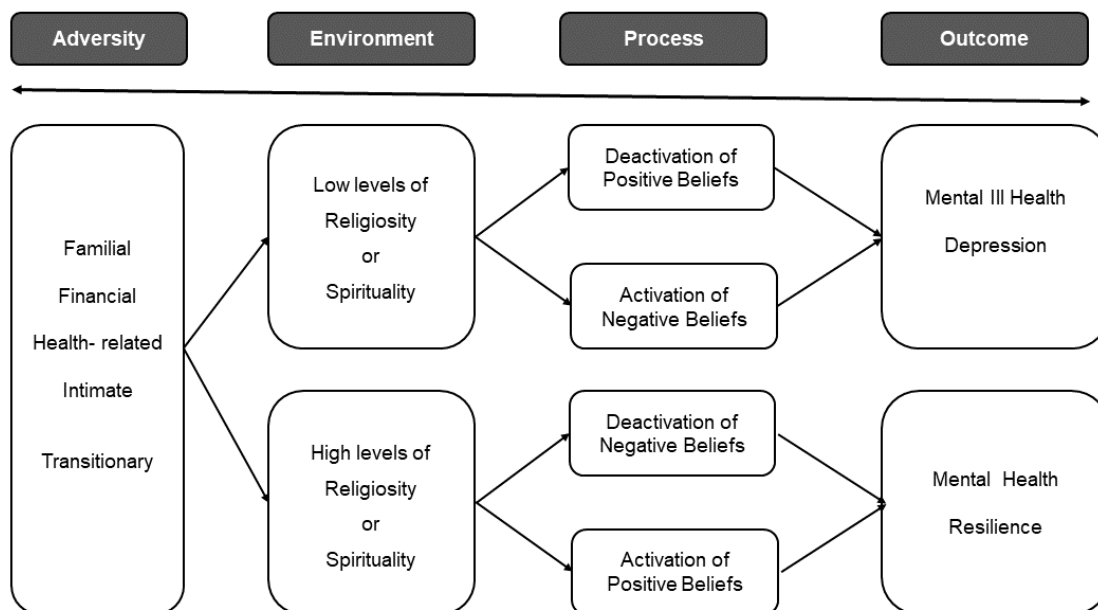 Adversity
Environment
Process
Outcome
Familial
Financial
Health- related
Intimate
Transitionary
Low levels of
Religiosity
or
Spirituality
High levels of
Religiosity
or
Spirituality
Deactivation of
Positive Beliefs
Activation of
Negative Beliefs
Deactivation of
Negative Beliefs
Activation of
Positive Beliefs
Mental Ill Health
Depression
Mental Health
Resilience